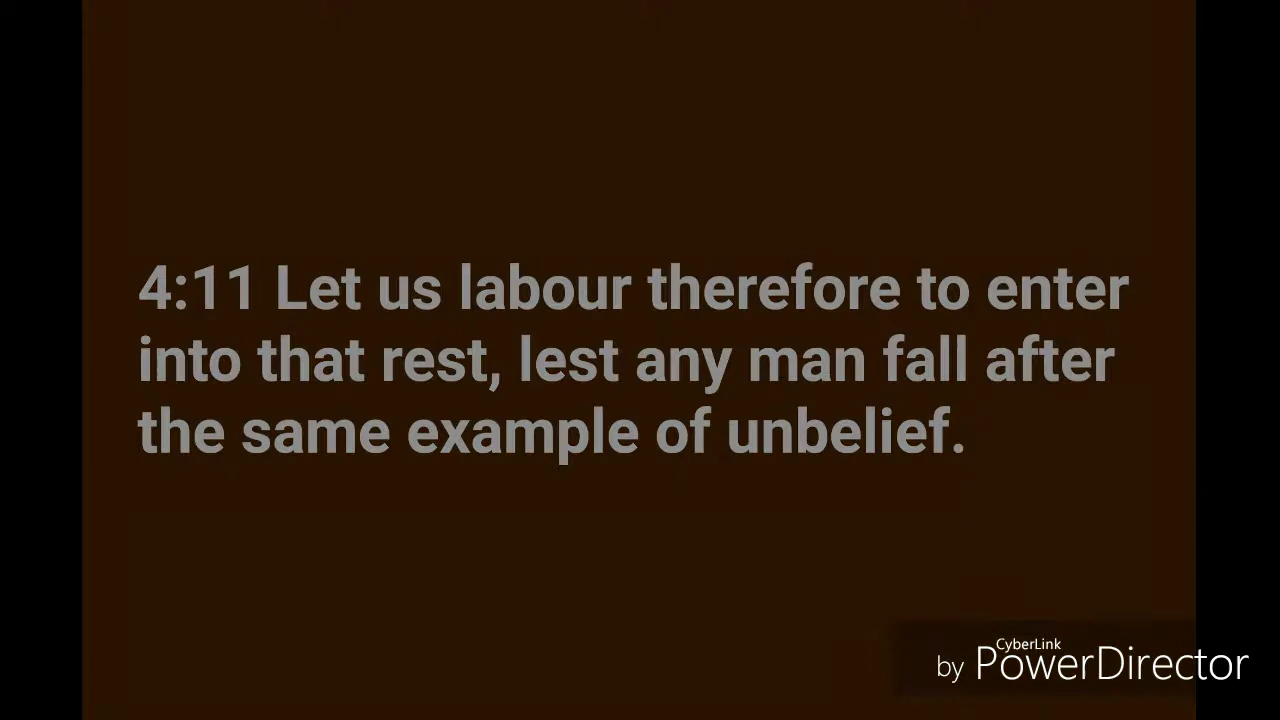 4:11 Let us labour therefore to enter
into that rest, lest any man fall after
the same example of unbelief.
CyberLink
by PowerDirector